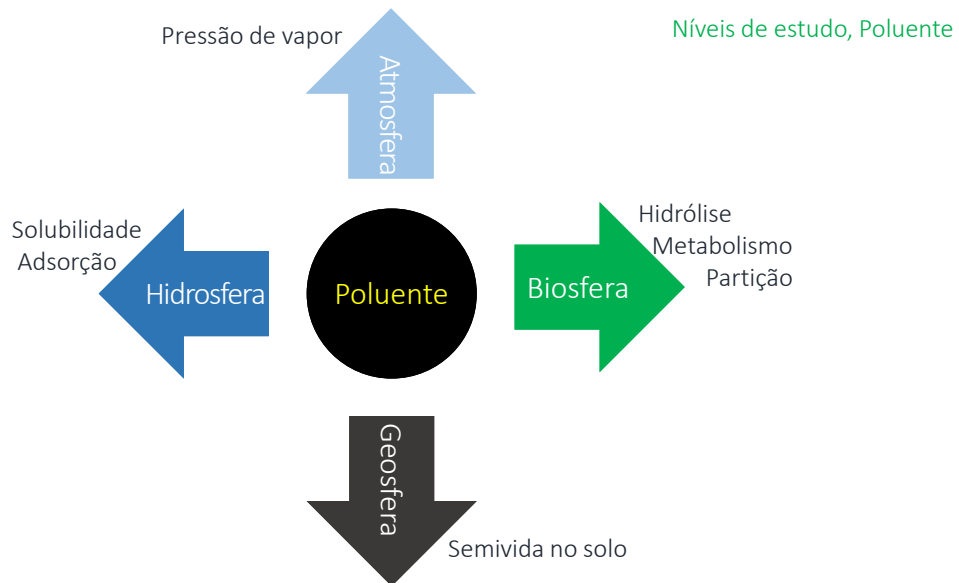 Níveis de estudo, Poluente
Pressão de vapor
Atmosfera
Solubilidade
Adsorção
Hidrosfera
Poluente
Biosfera
Hidrólise
Metabolismo
Partição
Geosfera
Semivida no solo